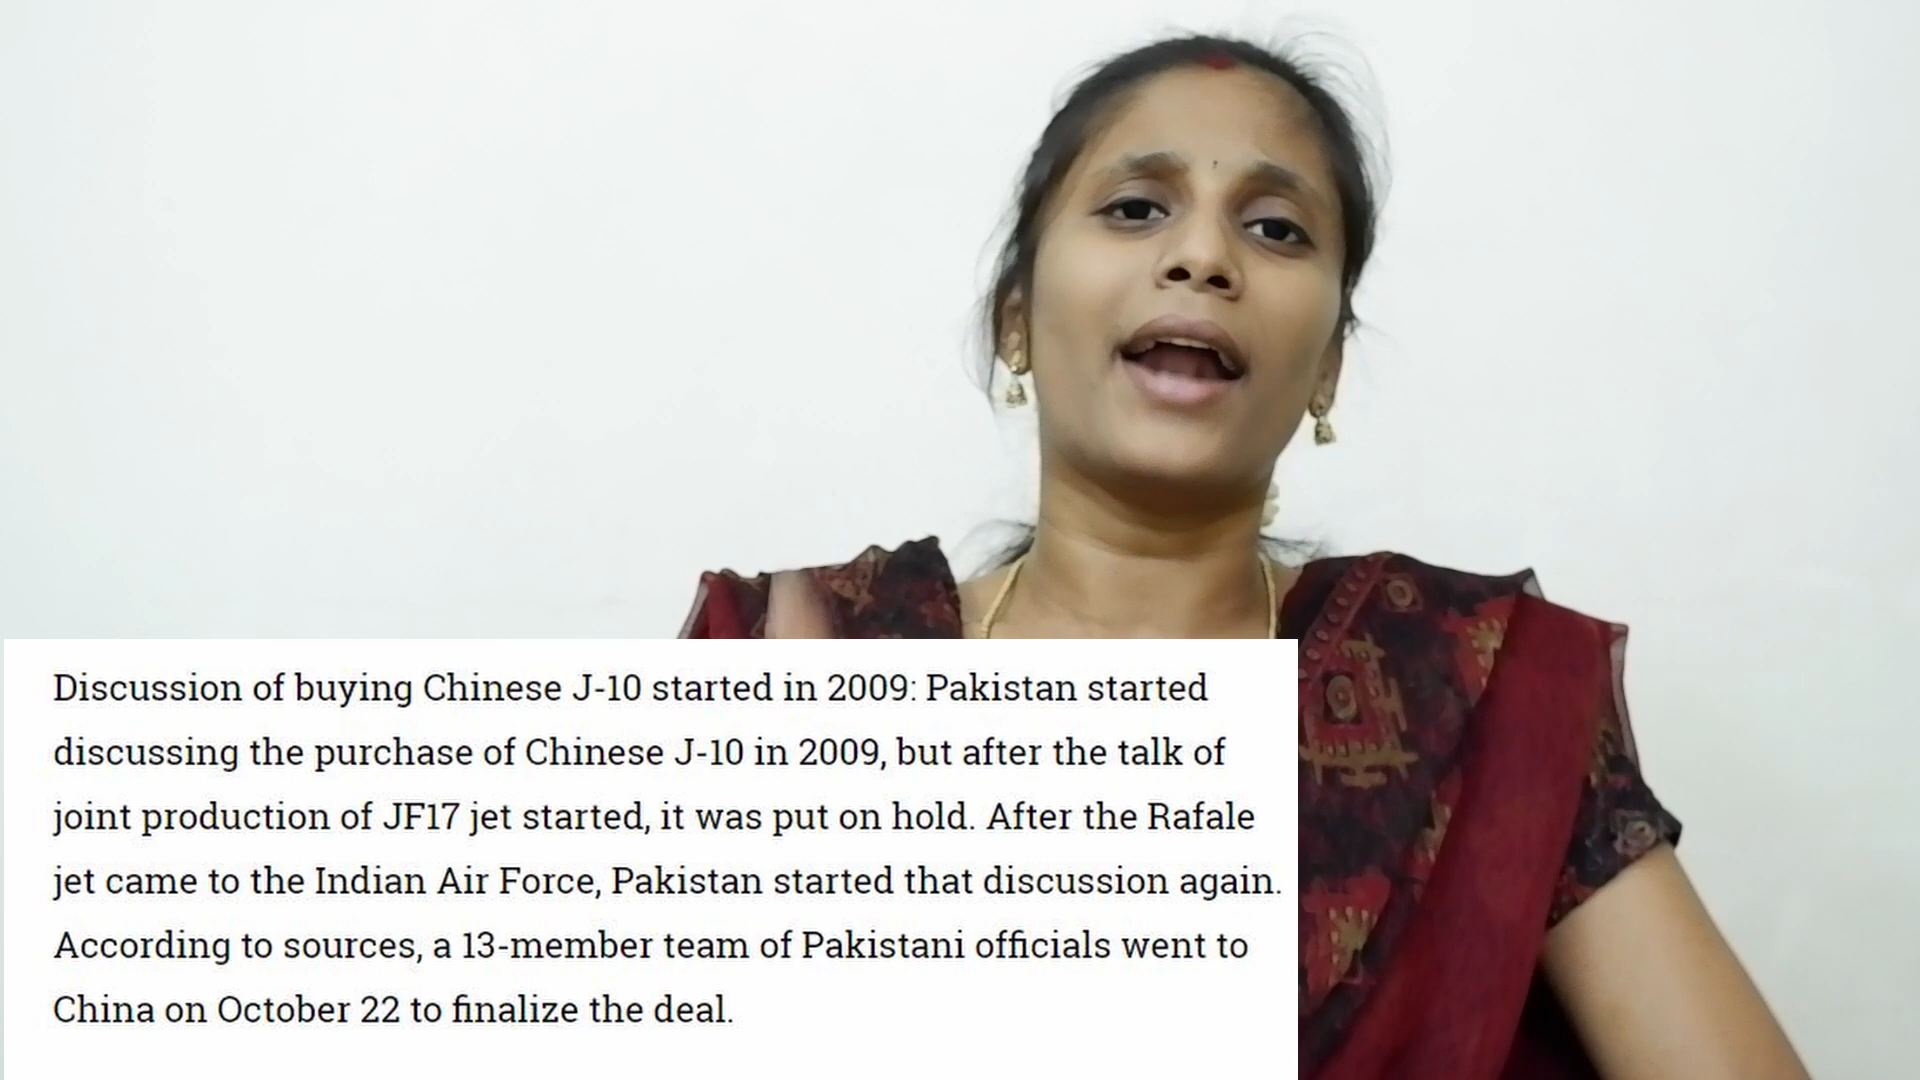 Discussion of buying Chinese J-10 started in 2009: Pakistan started
discussing the purchase of Chinese J-10 in 2009, but after the talk of
joint production of JF17 jet started, it was put on hold. After the Rafale
jet came to the Indian Air Force, Pakistan started that discussion again.
According to sources, a 13-member team of Pakistani officials went to
China on October 22 to finalize the deal.